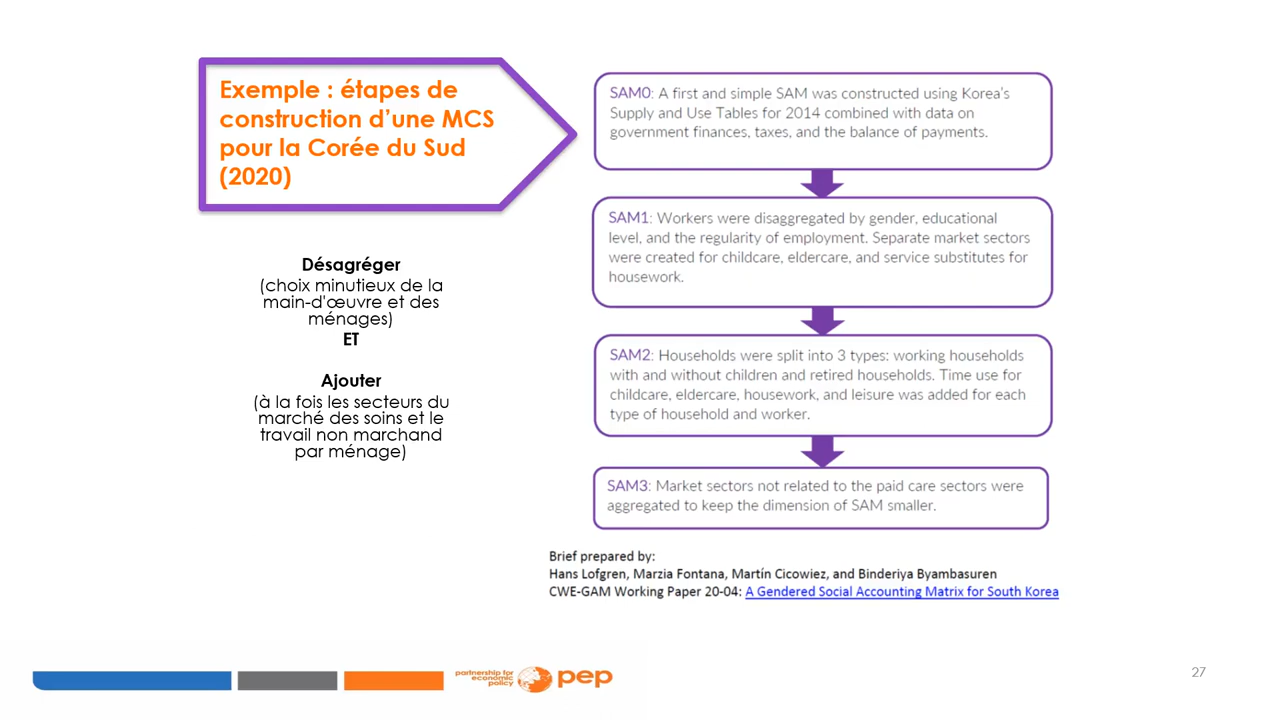 Exemple : étapes de
construction d’une MCS
pour la Corée du Sud
(2020)
Désagréger
(choix minutieux de la
main-d'œuvre et des
ménages)
ET
Ajouter
(à la fois les secteurs du
marché des soins et le
travail non marchand
par ménage)
SAM0: A first and simple SAM was constructed using Korea’s
Supply and Use Tables for 2014 combined with data on
government finances, taxes, and the balance of payments.
SAM1: Workers were disaggregated by gender, educational
level, and the regularity of employment. Separate market sectors
were created for childcare, eldercare, and service substitutes for
housework.
SAM2: Households were split into 3 types: working households
with and without children and retired households. Time use for
childcare, eldercare, housework, and leisure was added for each
type of household and worker.
SAM3: Market sectors not related to the paid care sectors were
aggregated to keep the dimension of SAM smaller.
Brief prepared by:
Hans Lofgren, Marzia Fontana, Martín Cicowiez, and Binderiya Byambasuren
CWE-GAM Working Paper 20-04: A Gendered Social Accounting Matrix for South Korea
partnership for
economic
policy
pep
27